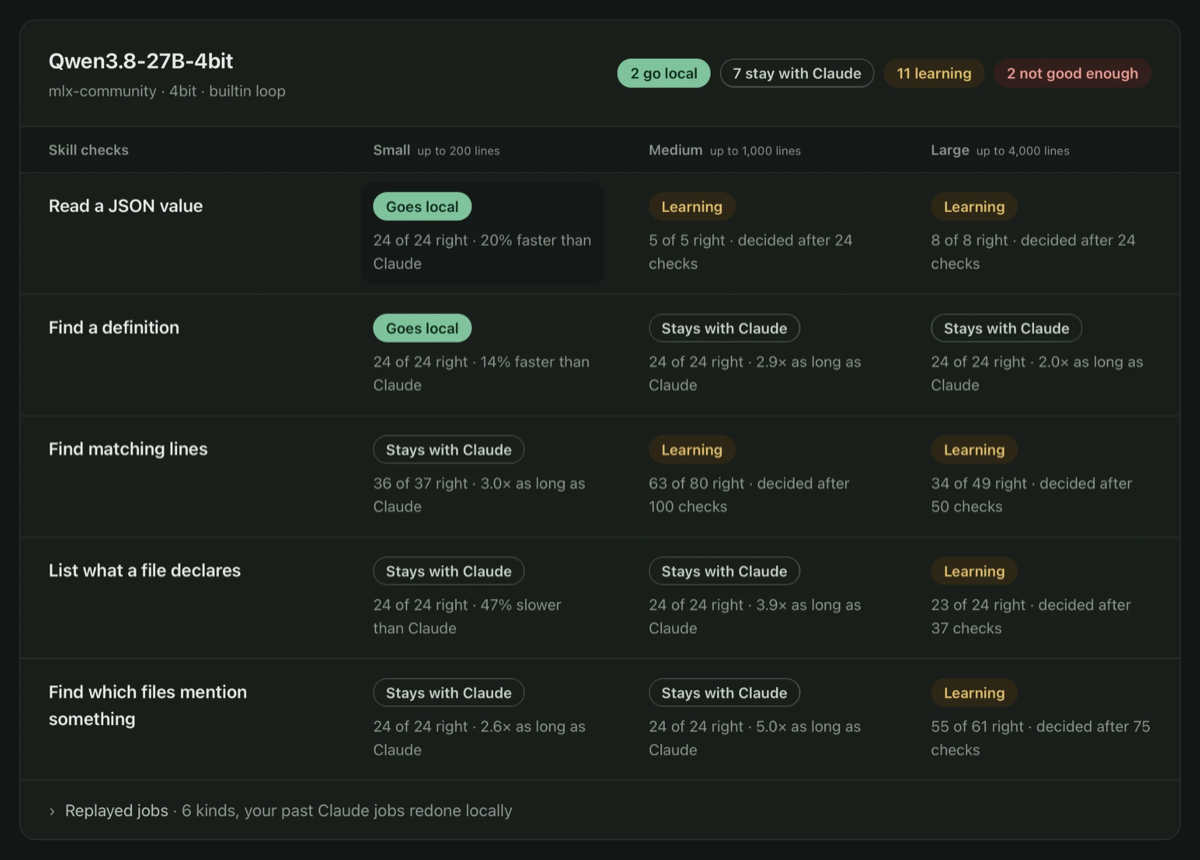 Qwen3.8-27B-4bit
mlx-community · 4bit · builtin loop
2 go local
7 stay with Claude
11 learning
2 not good enough
Skill checks
Small up to 200 lines
Medium up to 1,000 lines
Large up to 4,000 lines
Read a JSON value
Goes local
24 of 24 right · 20% faster than
Claude
Learning
5 of 5 right · decided after 24
checks
Learning
8 of 8 right · decided after 24
checks
Find a definition
Goes local
24 of 24 right · 14% faster than
Claude
Stays with Claude
24 of 24 right · 2.9× as long as
Claude
Stays with Claude
24 of 24 right · 2.0× as long as
Claude
Find matching lines
Stays with Claude
36 of 37 right · 3.0× as long as
Claude
Learning
63 of 80 right · decided after
100 checks
Learning
34 of 49 right · decided after
50 checks
List what a file declares
Stays with Claude
24 of 24 right · 47% slower
than Claude
Stays with Claude
24 of 24 right · 3.9× as long as
Claude
Learning
23 of 24 right · decided after
37 checks
Find which files mention
something
Stays with Claude
24 of 24 right · 2.6× as long as
Claude
Stays with Claude
24 of 24 right · 5.0× as long as
Claude
Learning
55 of 61 right · decided after 75
checks
› Replayed jobs · 6 kinds, your past Claude jobs redone locally